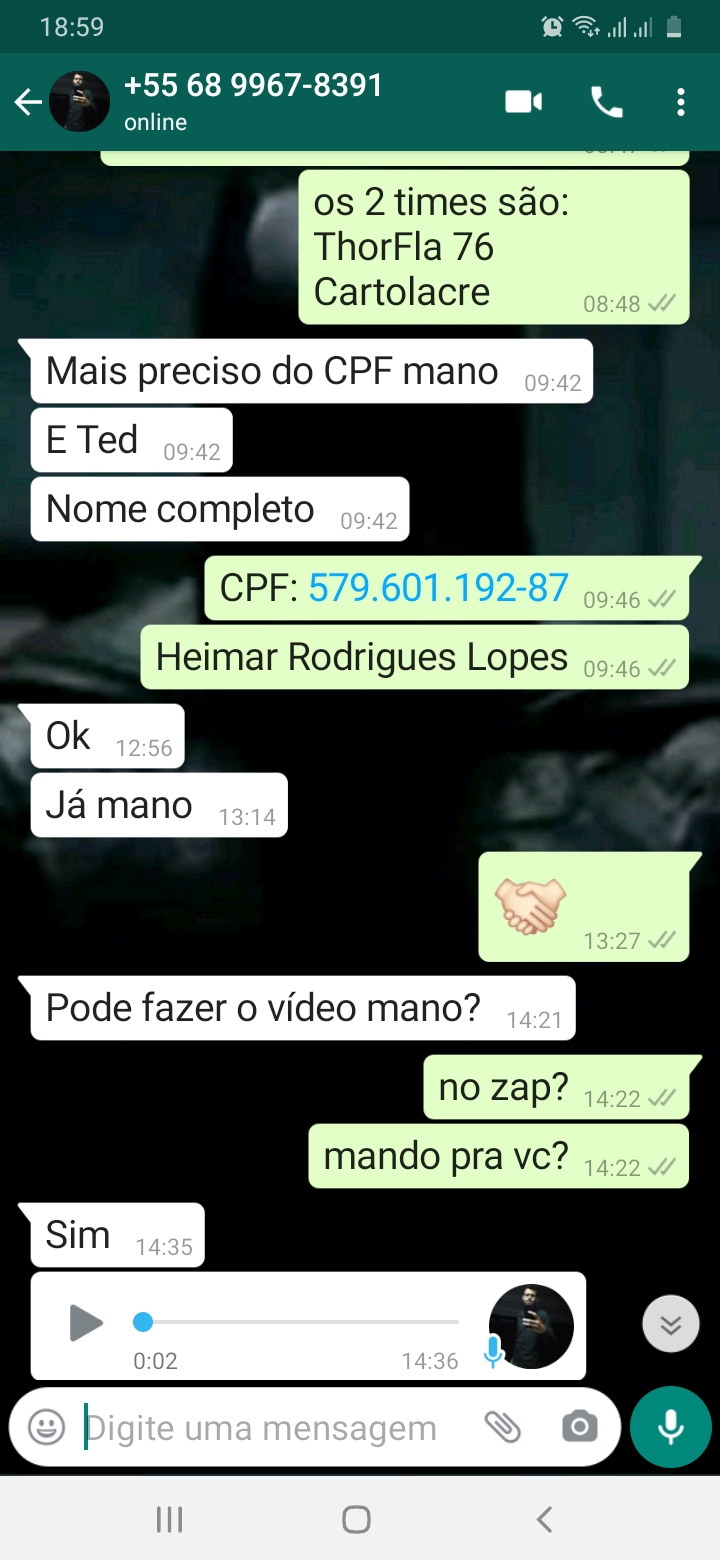 18:59
+55 68 9967-8391
online
os 2 times são:
ThorFla 76
Cartolacre 08:48
Mais preciso do CPF mano 09:42
E Ted 09:42
Nome completo 09:42
CPF: 579.601.192-87 09:46
Heimar Rodrigues Lopes 09:46
Ok 12:56
Já mano 13:14
13:27
Pode fazer o vídeo mano? 14:21
no zap? 14:22
mando pra vc? 14:22
Sim 14:35
0:02 14:36
Digite uma mensagem